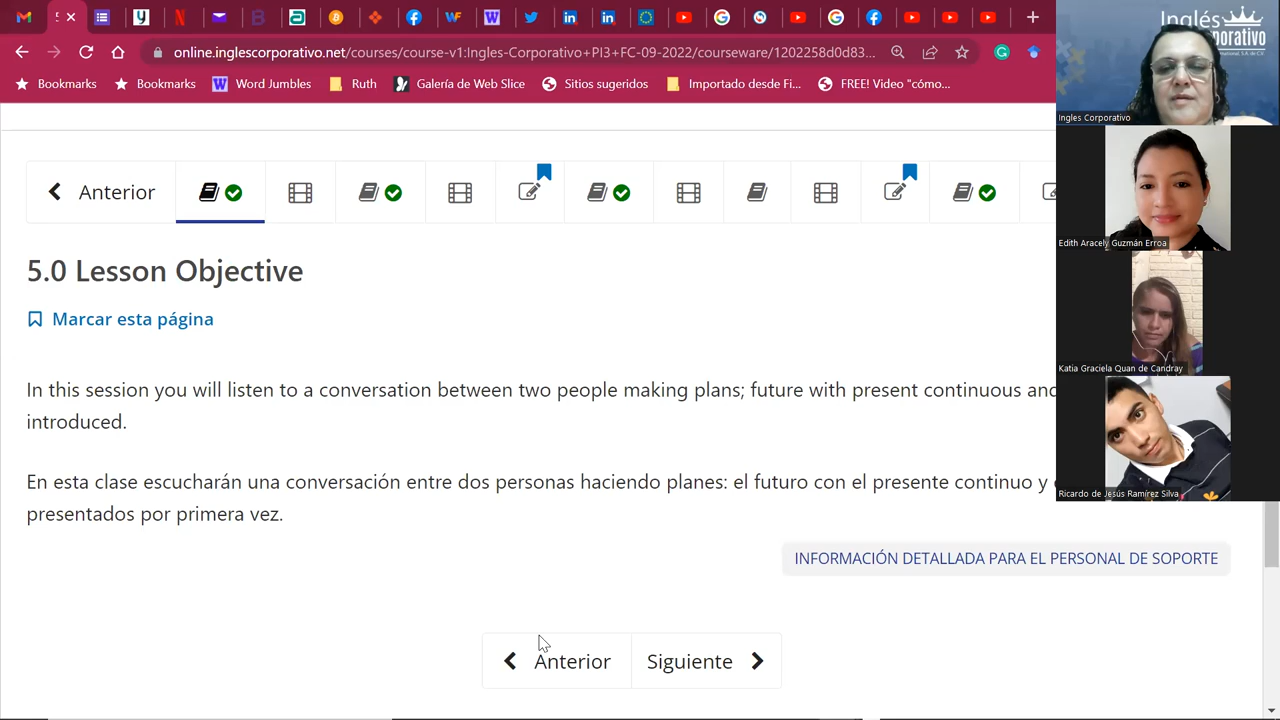 online.inglescorporativo.net/courses/course-v1:Ingles-Corporativo+PI3+FC-09-2022/courseware/1202258d0d83...
Bookmarks
Bookmarks
Word Jumbles
Ruth
Galería de Web Slice
Sitios sugeridos
Importado desde Fi...
FREE! Video "cómo...
Inglés
Ingles Corporativo
Edith Aracely Guzmán Erroa
Katia Graciela Quan de Candray
Ricardo de Jesús Ramírez Silva
Anterior
5.0 Lesson Objective
Marcar esta página
In this session you will listen to a conversation between two people making plans; future with present continuous and
introduced.
En esta clase escucharán una conversación entre dos personas haciendo planes: el futuro con el presente continuo y
presentados por primera vez.
INFORMACIÓN DETALLADA PARA EL PERSONAL DE SOPORTE
Anterior
Siguiente